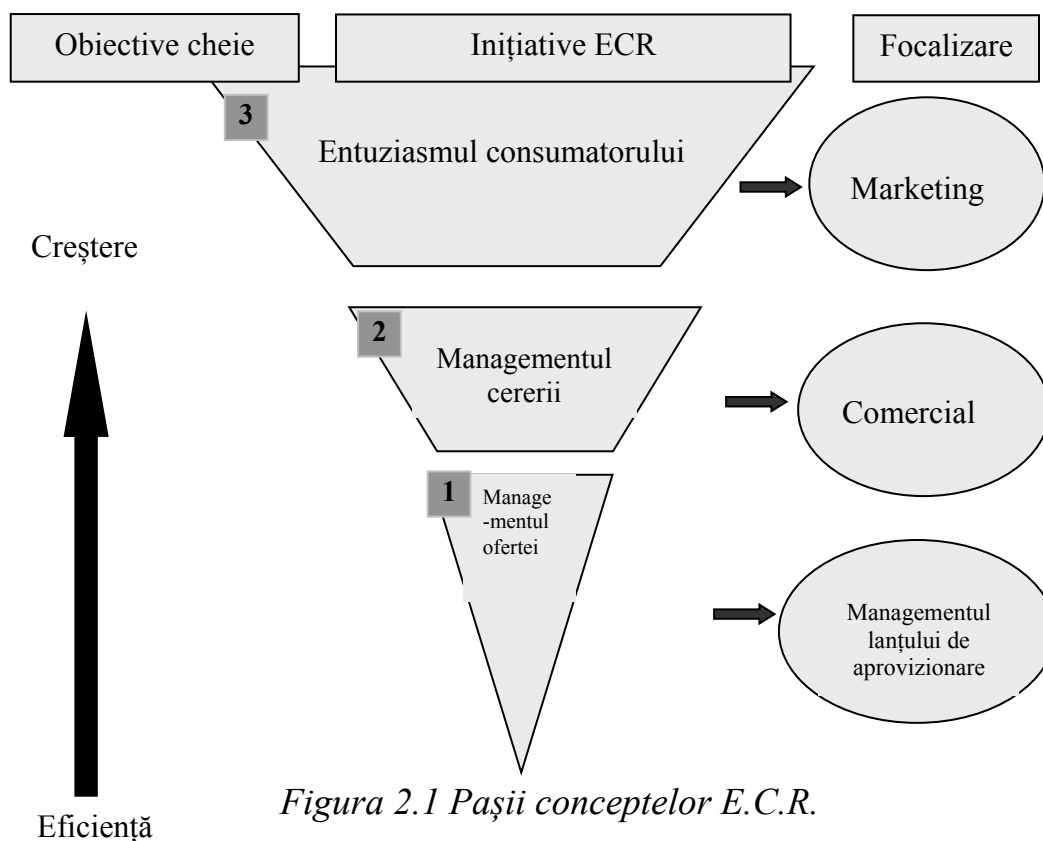 Obiective cheie
Inițiative ECR
Focalizare
3
Entuziasmul consumatorului
Marketing
Creștere
2
Managementul
cererii
Comercial
1
Manage
-mentul
ofertei
Managementul
lanțului de
aprovizionare
Figura 2.1 Pașii conceptelor E.C.R.
Eficiență